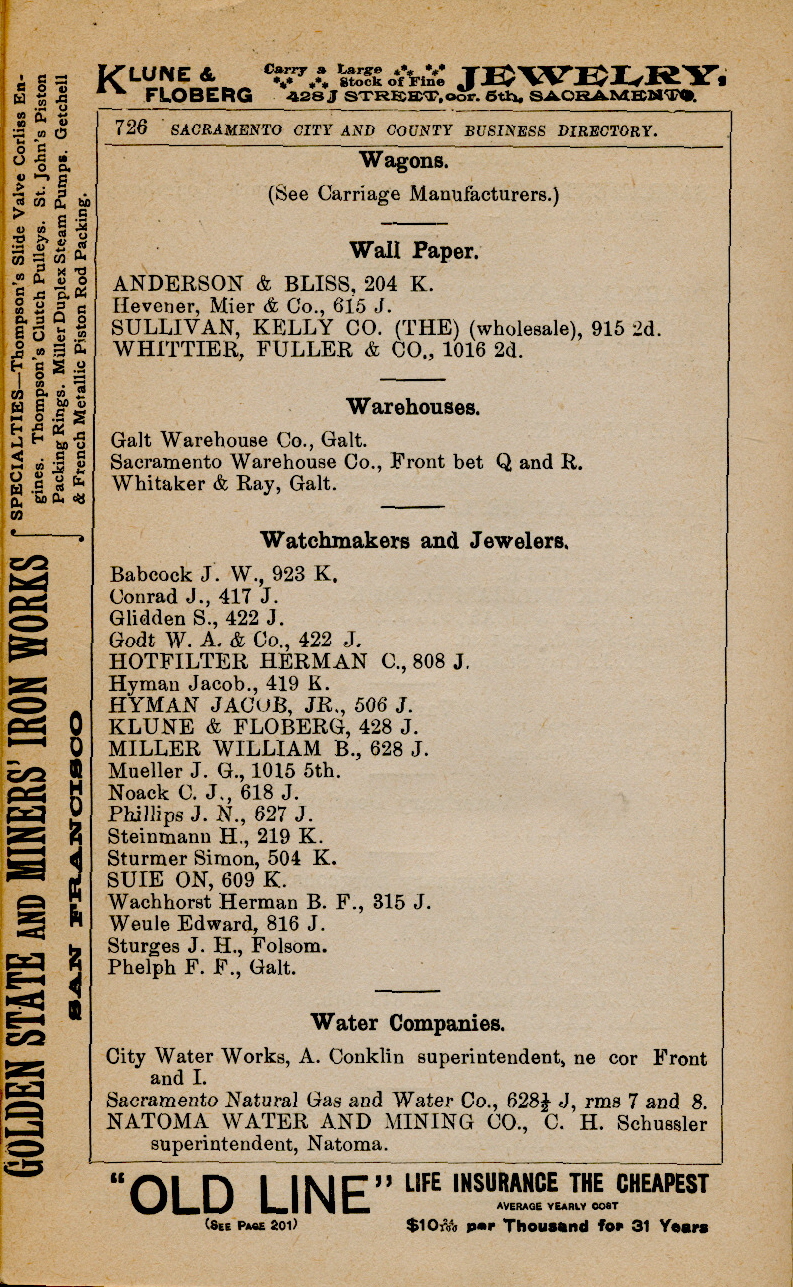 KLUNE & FLOBERG Carry a Large Stock of Fine JEWELRY.
428 J STREET, cor. 5th, SACRAMENTO.
726 SACRAMENTO CITY AND COUNTY BUSINESS DIRECTORY.
Wagons.
(See Carriage Manufacturers.)
Wall Paper.
ANDERSON & BLISS, 204 K.
Hevener, Mier & Co., 615 J.
SULLIVAN, KELLY CO. (THE) (wholesale), 915 2d.
WHITTIER, FULLER & CO., 1016 2d.
Warehouses.
Galt Warehouse Co., Galt.
Sacramento Warehouse Co., Front bet Q and R.
Whitaker & Ray, Galt.
Watchmakers and Jewelers.
Babcock J. W., 923 K.
Conrad J., 417 J.
Glidden S., 422 J.
Godt W. A. & Co., 422 J.
HOTFILTER HERMAN C., 808 J.
Hyman Jacob., 419 K.
HYMAN JACOB, JR., 506 J.
KLUNE & FLOBERG, 428 J.
MILLER WILLIAM B., 628 J.
Mueller J. G., 1015 5th.
Noack C. J., 618 J.
Phillips J. N., 627 J.
Steinmann H., 219 K.
Sturmer Simon, 504 K.
SUIE ON, 609 K.
Wachhorst Herman B. F., 315 J.
Weule Edward, 816 J.
Sturges J. H., Folsom.
Phelph F. F., Galt.
Water Companies.
City Water Works, A. Conklin superintendent, ne cor Front
and I.
Sacramento Natural Gas and Water Co., 628½ J, rms 7 and 8.
NATOMA WATER AND MINING CO., C. H. Schussler
superintendent, Natoma.
"OLD LINE" LIFE INSURANCE THE CHEAPEST
(SEE PAGE 201)
AVERAGE YEARLY COST
per Thousand for 31 Years
GOLDEN STATE AND MINERS' IRON WORKS
SAN FRANCISCO
SPECIALTIES—Thompson's Slide Valve Corliss En-
gines. Thompson's Clutch Pulleys. St. John's Piston
Packing Rings. Miller Duplex Steam Pumps. Getchell
& French Metallic Piston Rod Packing.